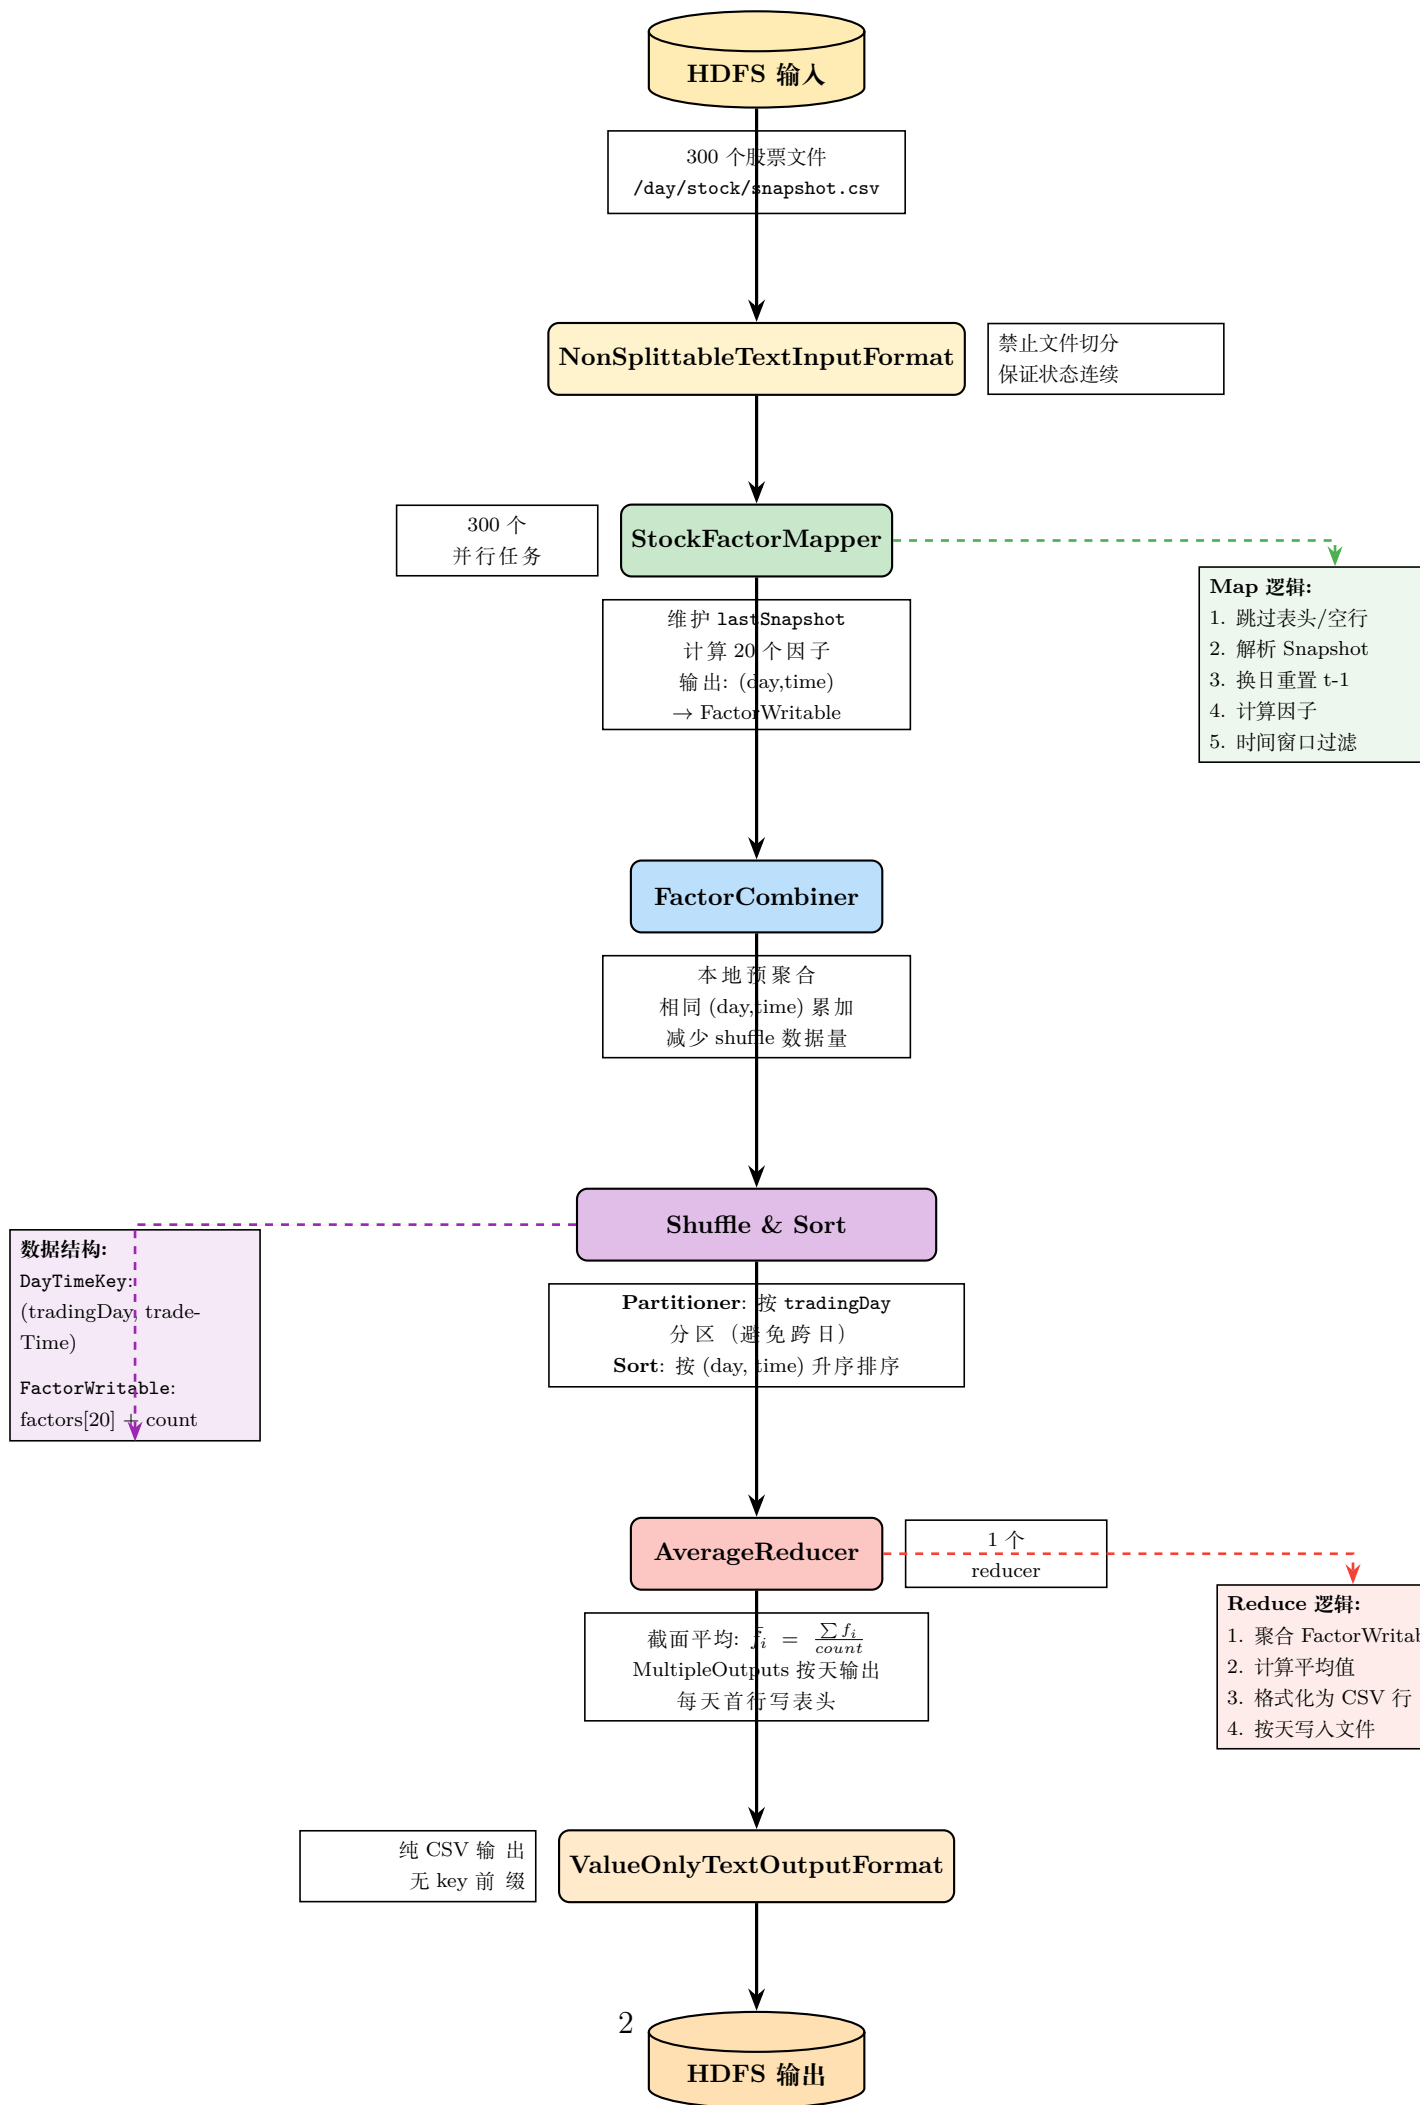 HDFS 输入
300 个股票文件
/day/stock/snapshot.csv
NonSplittableTextInputFormat
禁止文件切分
保证状态连续
300 个
并行任务
StockFactorMapper
维护 lastSnapshot
计算 20 个因子
输出: (day,time)
→ FactorWritable
Map 逻辑:
1. 跳过表头/空行
2. 解析 Snapshot
3. 换日重置 t-1
4. 计算因子
5. 时间窗口过滤
FactorCombiner
本地预聚合
相同 (day,time) 累加
减少 shuffle 数据量
Shuffle & Sort
数据结构:
DayTimeKey:
(tradingDay, trade-
Time)
FactorWritable:
factors[20] + count
Partitioner: 按 tradingDay
分区（避免跨日）
Sort: 按 (day, time) 升序排序
AverageReducer
1 个
reducer
截面平均: f̄_i = ∑ f_i / count
MultipleOutputs 按天输出
每天首行写表头
Reduce 逻辑:
1. 聚合 FactorWritab
2. 计算平均值
3. 格式化为 CSV 行
4. 按天写入文件
纯 CSV 输出
无 key 前缀
ValueOnlyTextOutputFormat
2
HDFS 输出